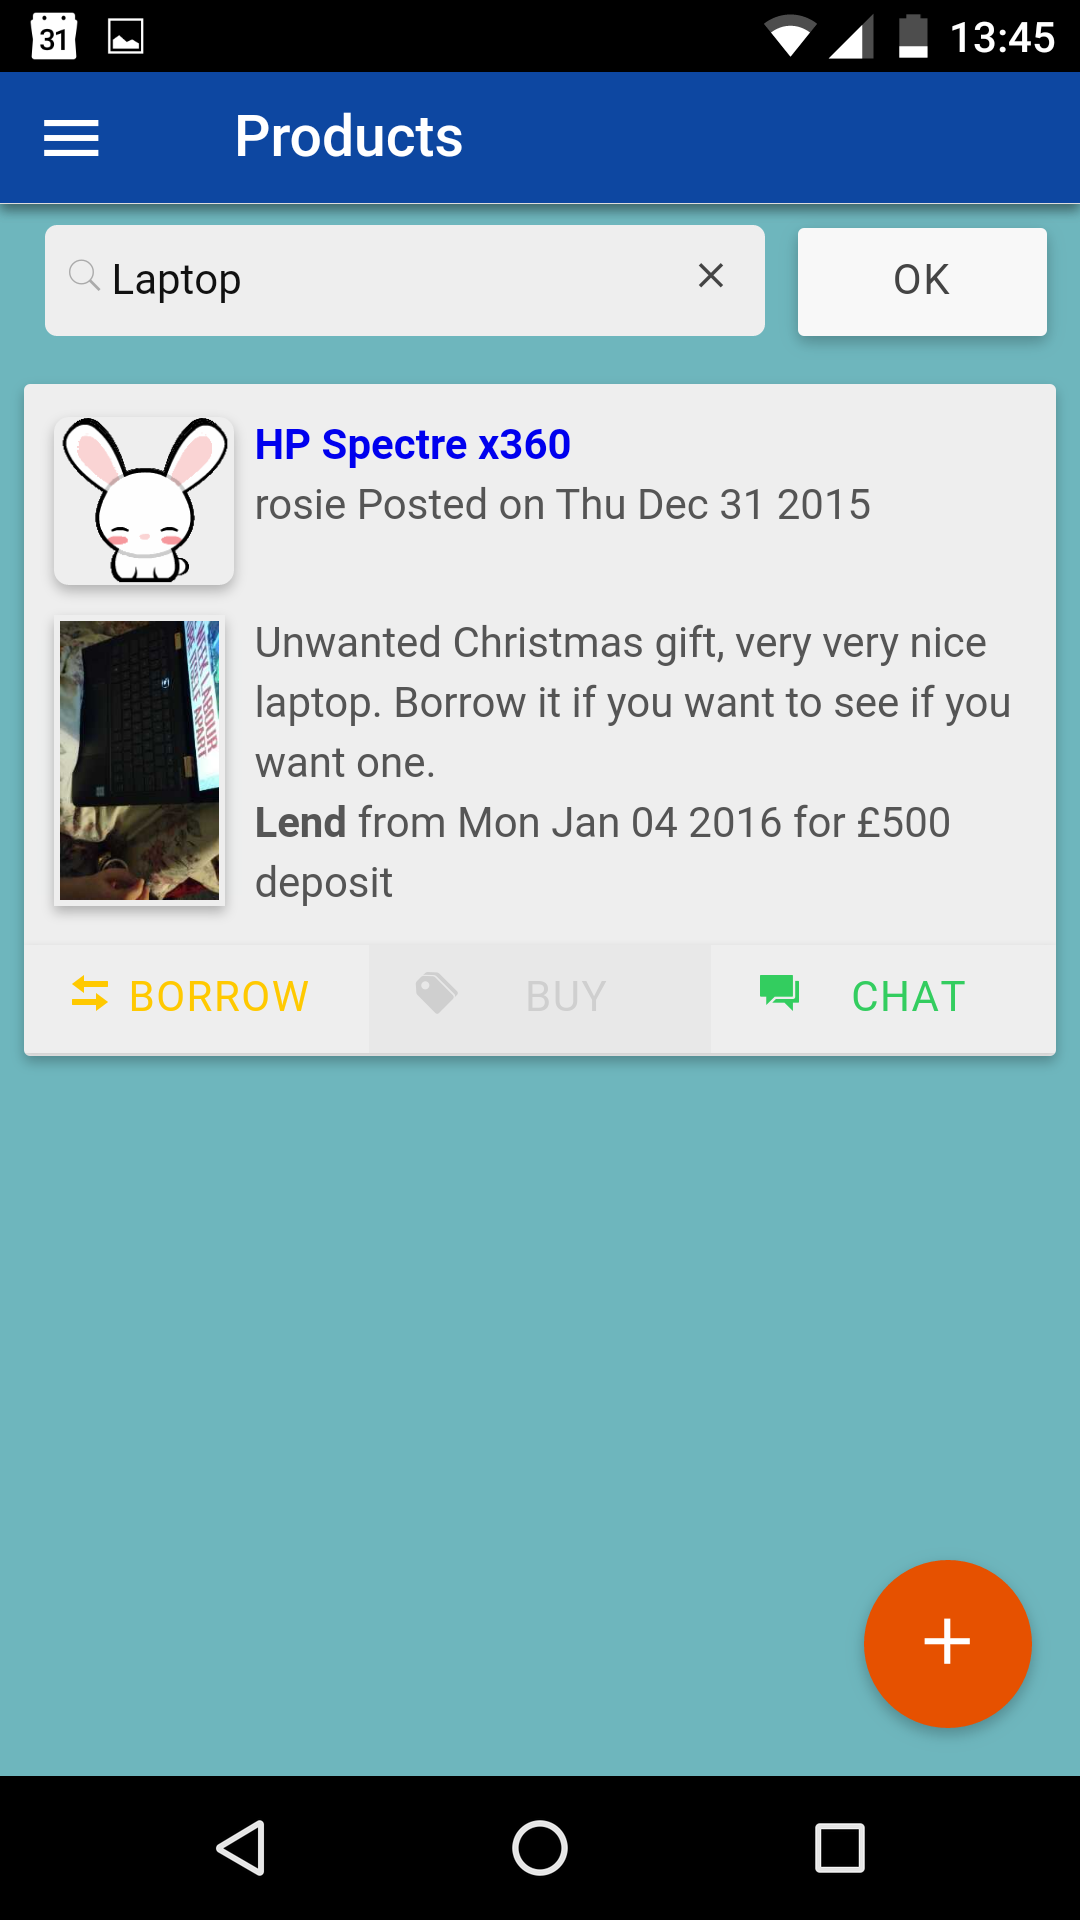 31
13:45
Products
Laptop
OK
HP Spectre x360
rosie Posted on Thu Dec 31 2015
Unwanted Christmas gift, very very nice
laptop. Borrow it if you want to see if you
want one.
Lend from Mon Jan 04 2016 for £500
deposit
BORROW
BUY
CHAT